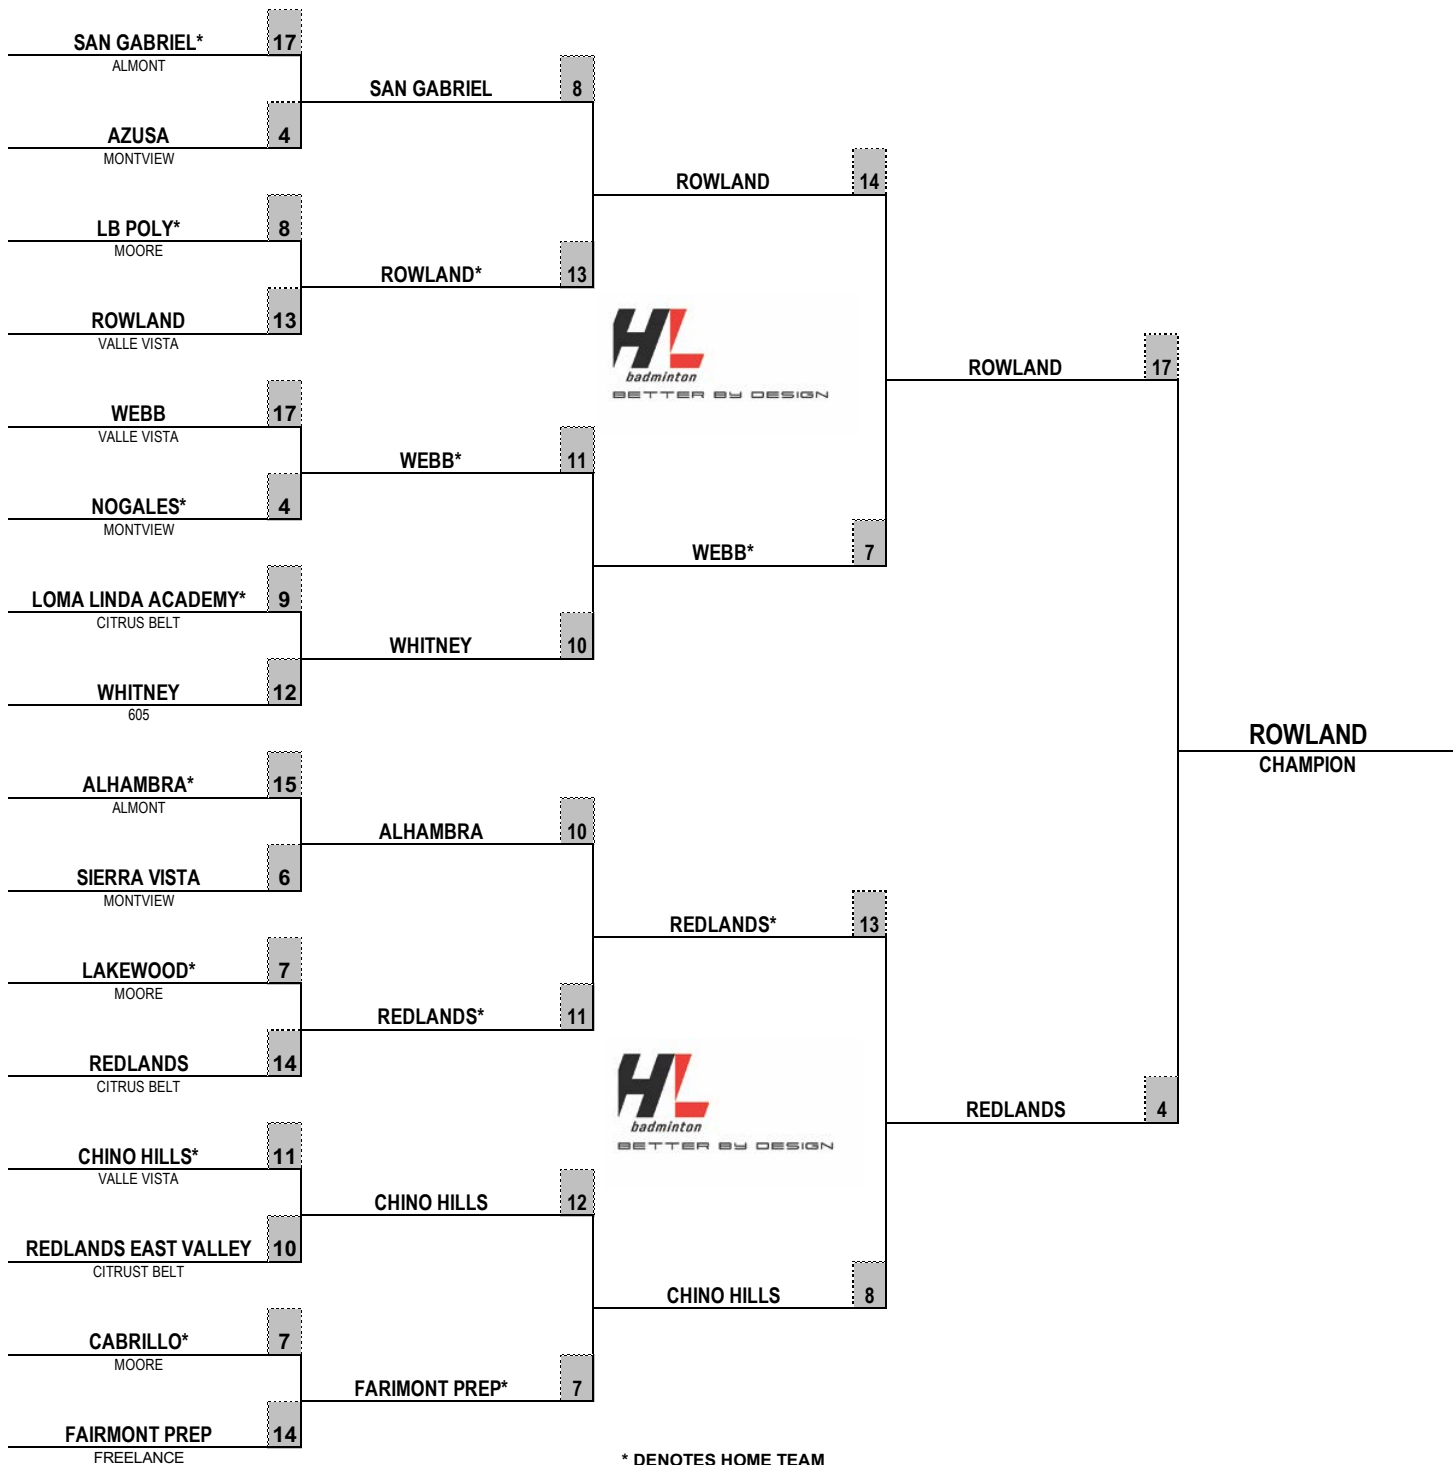 SAN GABRIEL* 17
ALMONT
SAN GABRIEL 8
AZUSA 4
MONTVIEW
ROWLAND 14
LB POLY* 8
MOORE
ROWLAND* 13
ROWLAND 13
VALLE VISTA
HL
badminton
BETTER BY DESIGN
ROWLAND 17
WEBB 17
VALLE VISTA
WEBB* 11
NOGALES* 4
MONTVIEW
WEBB* 7
LOMA LINDA ACADEMY* 9
CITRUS BELT
WHITNEY 10
WHITNEY 12
605
ROWLAND
CHAMPION
ALHAMBRA* 15
ALMONT
ALHAMBRA 10
SIERRA VISTA 6
MONTVIEW
REDLANDS* 13
LAKEWOOD* 7
MOORE
REDLANDS* 11
REDLANDS 14
CITRUS BELT
HL
badminton
BETTER BY DESIGN
REDLANDS 4
CHINO HILLS* 11
VALLE VISTA
CHINO HILLS 12
REDLANDS EAST VALLEY 10
CITRUST BELT
CHINO HILLS 8
CABRILLO* 7
MOORE
FARIMONT PREP* 7
FAIRMONT PREP 14
FREELANCE
* DENOTES HOME TEAM